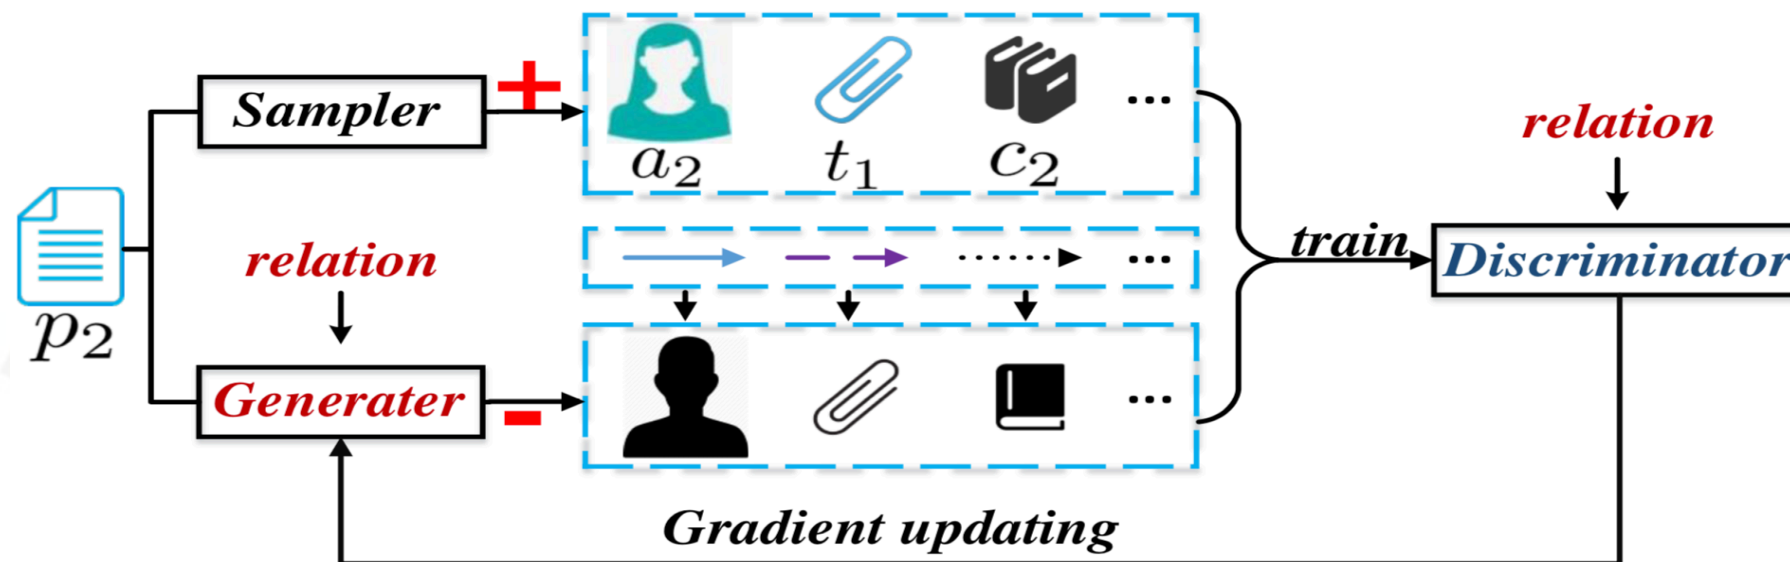 Sampler
+
a₂
t₁
c₂
...
relation
p₂
relation
...
train
Discriminator
Generater
-
...
Gradient updating